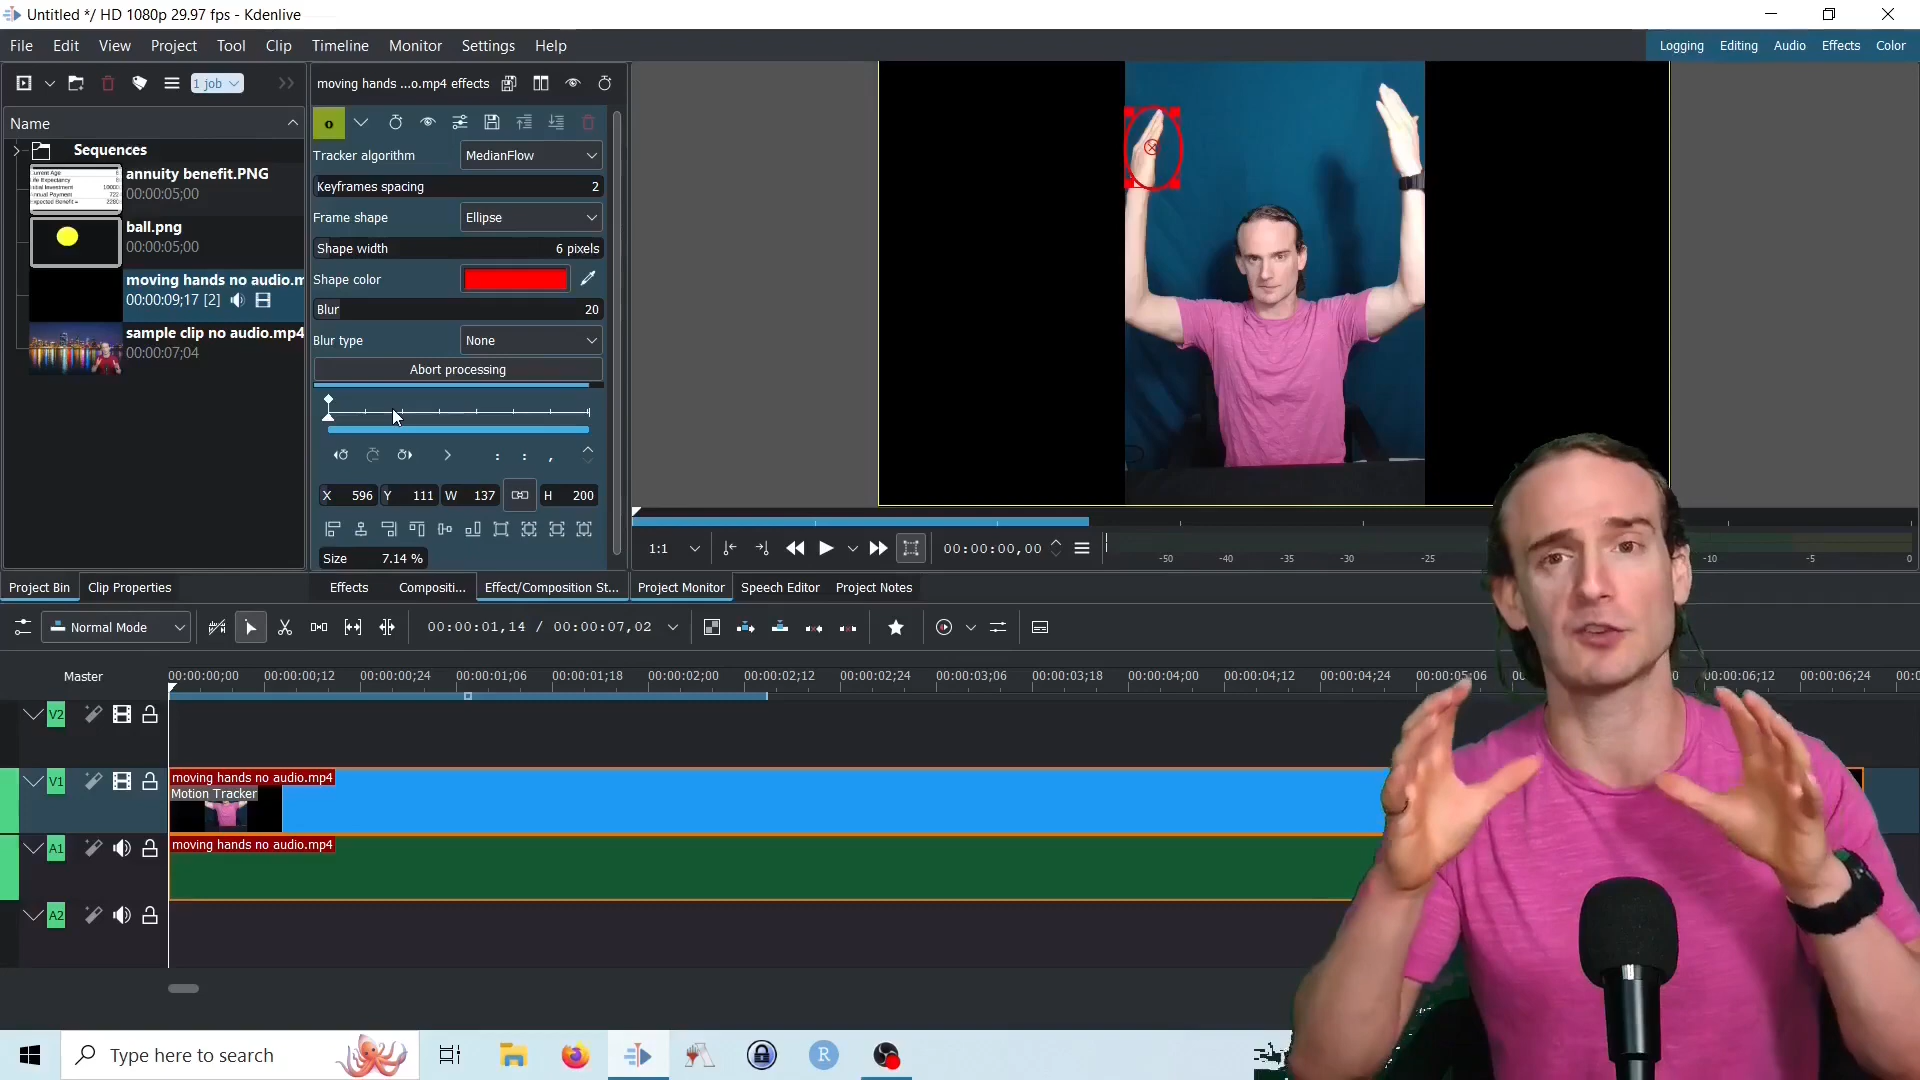 Untitled */ HD 1080p 29.97 fps - Kdenlive
File Edit View Project Tool Clip Timeline Monitor Settings Help
Logging Editing Audio Effects Color
1 job
moving hands ...o.mp4 effects
Name
Sequences
annuity benefit.PNG
00:00:05;00
ball.png
00:00:05;00
moving hands no audio.m
00:00:09;17 [2]
sample clip no audio.mp4
00:00:07;04
Tracker algorithm MedianFlow
Keyframes spacing 2
Frame shape Ellipse
Shape width 6 pixels
Shape color
Blur 20
Blur type None
Abort processing
: : ,
X 596 Y 111 W 137 H 200
Size 7.14 %
1:1 00:00:00,00
-50 -40 -35 -30 -25 -10 -5 0
Project Bin Clip Properties
Effects Compositi... Effect/Composition St...
Project Monitor Speech Editor Project Notes
Normal Mode 00:00:01,14 / 00:00:07,02
Master
00:00:00;00 00:00:00;12 00:00:00;24 00:00:01;06 00:00:01;18 00:00:02;00 00:00:02;12 00:00:02;24 00:00:03;06 00:00:03;18 00:00:04;00 00:00:04;12 00:00:04;24 00:00:05;06 00:00:06;12 00:00:06;24
V2
V1
moving hands no audio.mp4
Motion Tracker
A1
moving hands no audio.mp4
A2
Type here to search
R